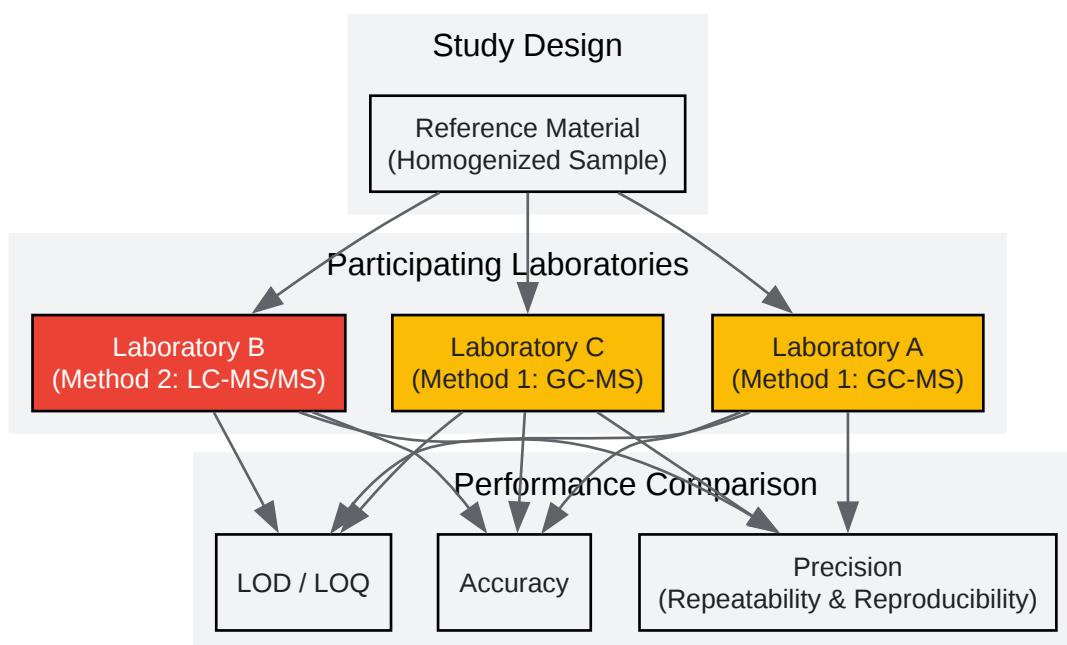 Study Design
Reference Material
(Homogenized Sample)
Participating Laboratories
Laboratory B
(Method 2: LC-MS/MS)
Laboratory C
(Method 1: GC-MS)
Laboratory A
(Method 1: GC-MS)
Performance Comparison
LOD / LOQ
Accuracy
Precision
(Repeatability & Reproducibility)